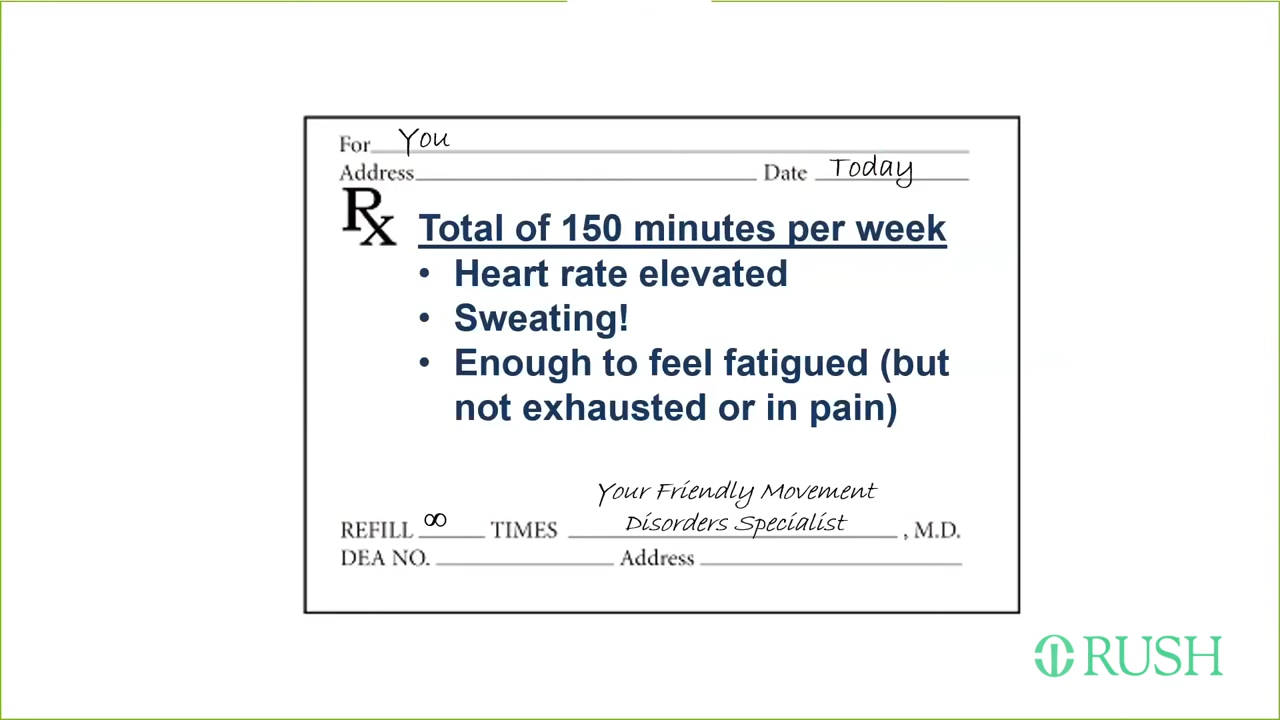 For You
Address Date Today
Rx Total of 150 minutes per week
• Heart rate elevated
• Sweating!
• Enough to feel fatigued (but
not exhausted or in pain)
Your Friendly Movement
Disorders Specialist
REFILL ∞ TIMES , M.D.
DEA NO. Address
RUSH